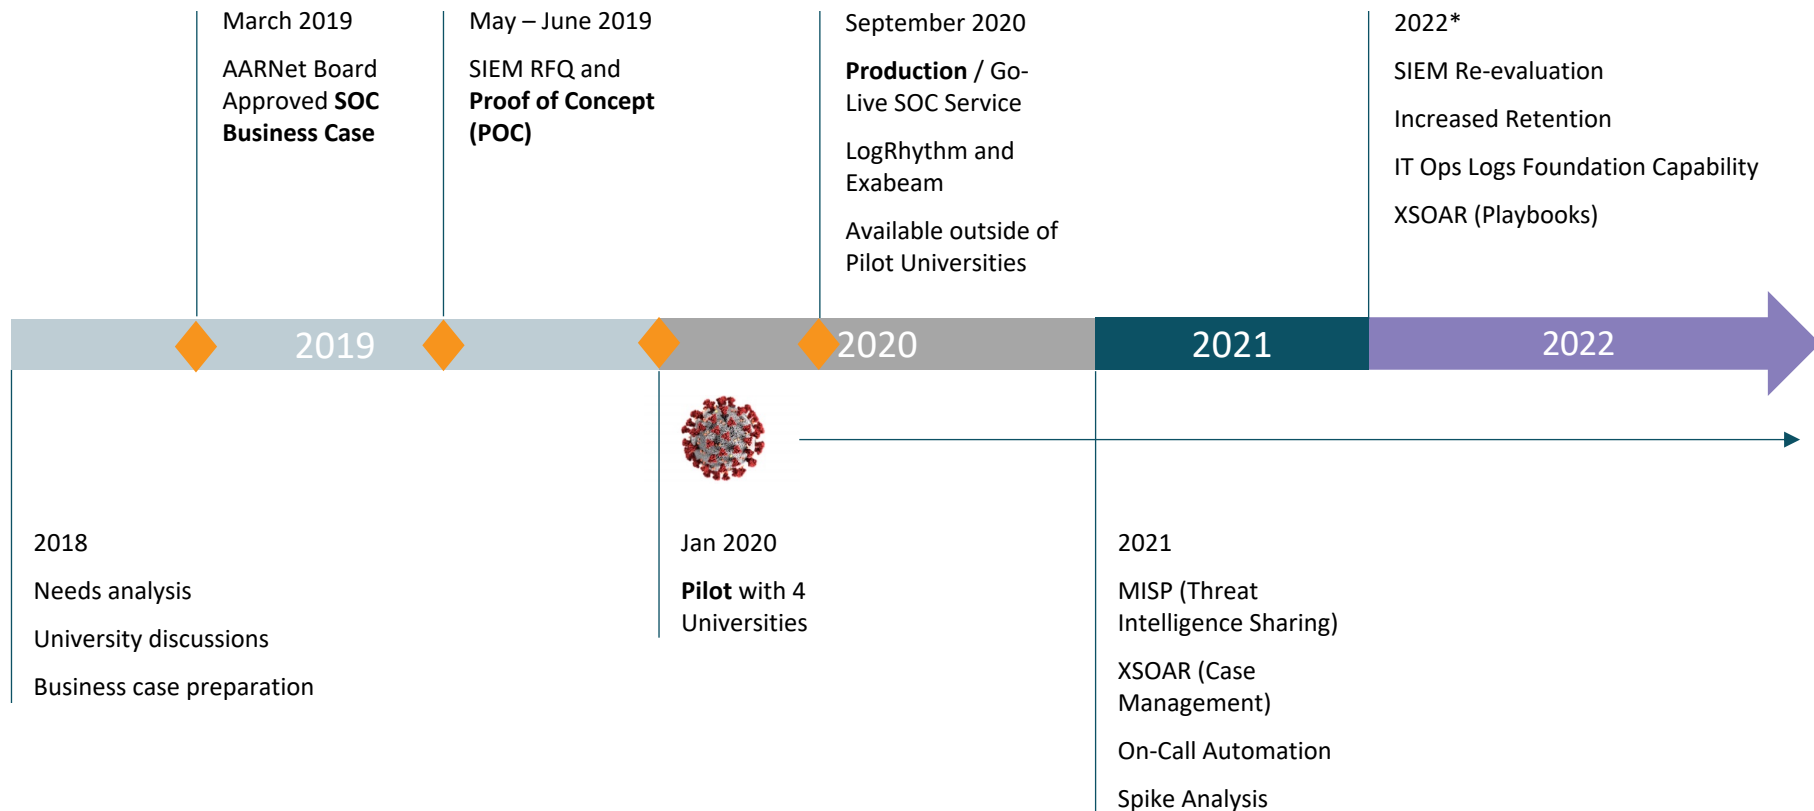 March 2019
AARNet Board
Approved SOC
Business Case
May – June 2019
SIEM RFQ and
Proof of Concept
(POC)
September 2020
Production / Go-
Live SOC Service
LogRhythm and
Exabeam
Available outside of
Pilot Universities
2022*
SIEM Re-evaluation
Increased Retention
IT Ops Logs Foundation Capability
XSOAR (Playbooks)
2019
2020
2021
2022
2018
Needs analysis
University discussions
Business case preparation
Jan 2020
Pilot with 4
Universities
2021
MISP (Threat
Intelligence Sharing)
XSOAR (Case
Management)
On-Call Automation
Spike Analysis